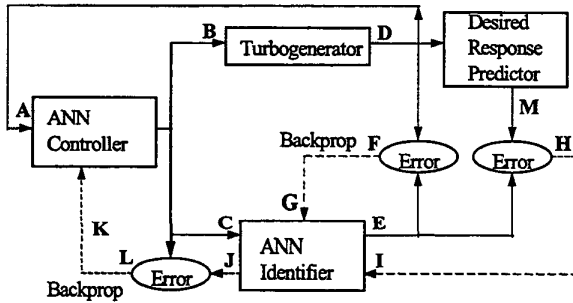 B
Turbogenerator
D
Desired
Response
Predictor
A
ANN
Controller
M
Backprop
F
Error
Error
H
G
K
C
E
ANN
Identifier
L
Error
J
I
Backprop